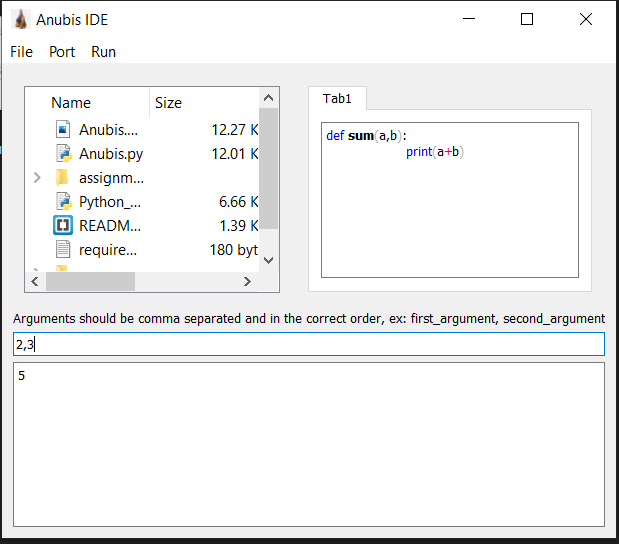 Anubis IDE
File Port Run
Name Size
Anubis.... 12.27 K
Anubis.py 12.01 K
assignm...
Python_... 6.66 K
READM... 1.39 K
require... 180 byt
Tab1
def sum(a,b):
print(a+b)
Arguments should be comma separated and in the correct order, ex: first_argument, second_argument
2,3
5